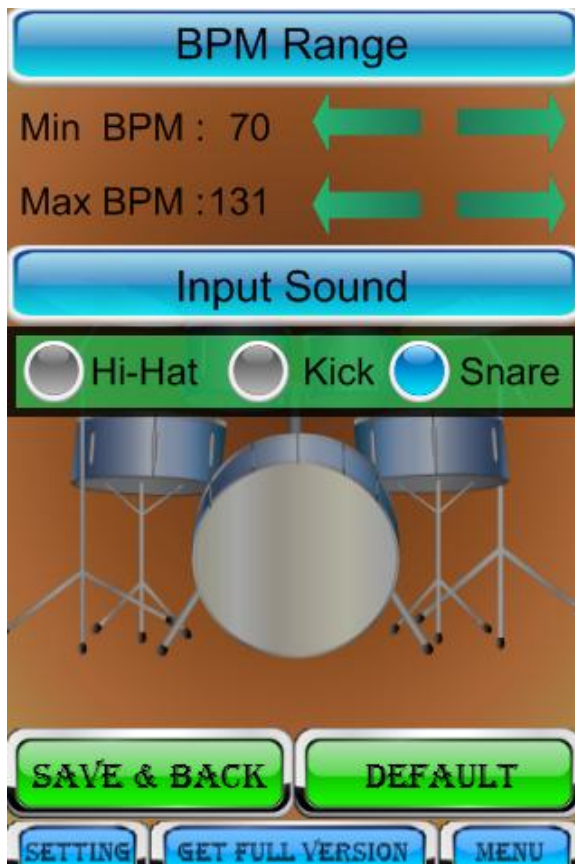 BPM Range
Min BPM : 70
Max BPM :131
Input Sound
Hi-Hat Kick Snare
SAVE & BACK DEFAULT
SETTING GET FULL VERSION MENU